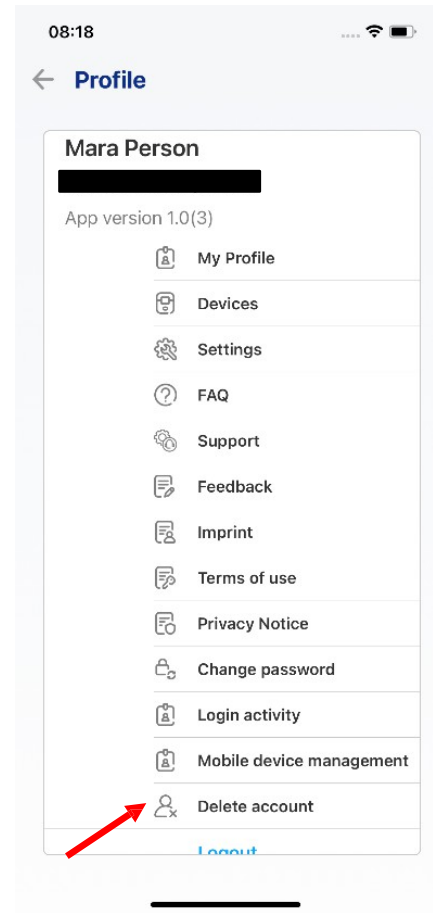 08:18
Profile
Mara Person
App version 1.0(3)
My Profile
Devices
Settings
FAQ
Support
Feedback
Imprint
Terms of use
Privacy Notice
Change password
Login activity
Mobile device management
Delete account
Logout